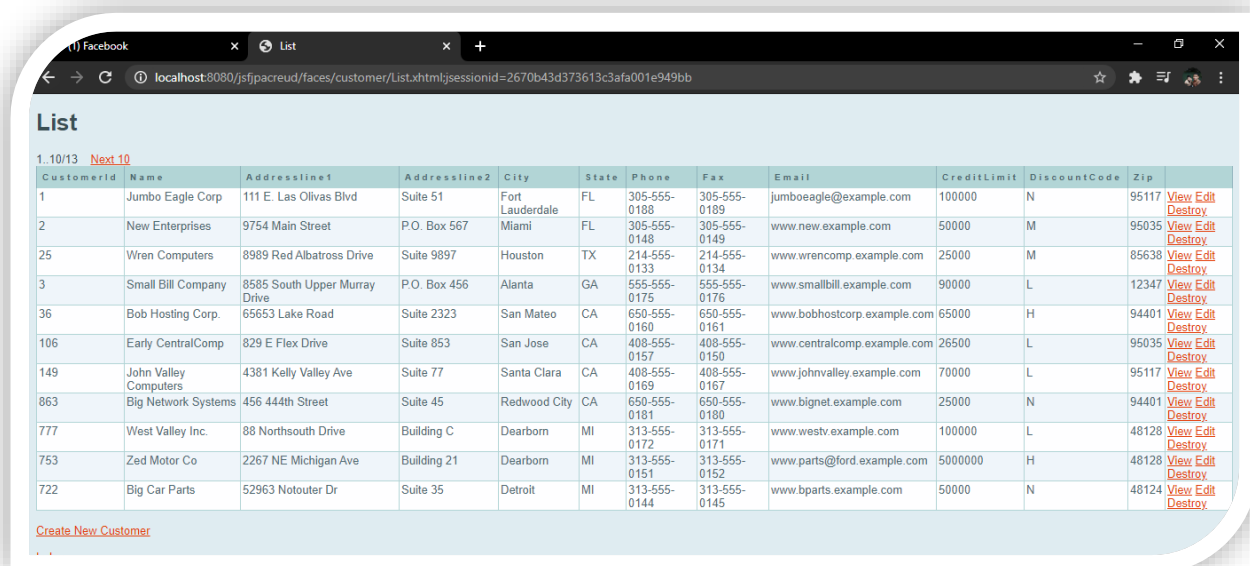 (1) Facebook List
localhost:8080/jsfjpacreud/faces/customer/List.xhtml;jsessionid=2670b43d373613c3afa001e949bb
List
1..10/13 Next 10
CustomerId Name Addressline1 Addressline2 City State Phone Fax Email CreditLimit DiscountCode Zip
1 Jumbo Eagle Corp 111 E. Las Olivas Blvd Suite 51 Fort Lauderdale FL 305-555-0188 305-555-0189 jumboeagle@example.com 100000 N 95117 View Edit Destroy
2 New Enterprises 9754 Main Street P.O. Box 567 Miami FL 305-555-0148 305-555-0149 www.new.example.com 50000 M 95035 View Edit Destroy
25 Wren Computers 8989 Red Albatross Drive Suite 9897 Houston TX 214-555-0133 214-555-0134 www.wrencomp.example.com 25000 M 85638 View Edit Destroy
3 Small Bill Company 8585 South Upper Murray Drive P.O. Box 456 Alanta GA 555-555-0175 555-555-0176 www.smallbill.example.com 90000 L 12347 View Edit Destroy
36 Bob Hosting Corp. 65653 Lake Road Suite 2323 San Mateo CA 650-555-0160 650-555-0161 www.bobhostcorp.example.com 65000 H 94401 View Edit Destroy
106 Early CentralComp 829 E Flex Drive Suite 853 San Jose CA 408-555-0157 408-555-0150 www.centralcomp.example.com 26500 L 95035 View Edit Destroy
149 John Valley Computers 4381 Kelly Valley Ave Suite 77 Santa Clara CA 408-555-0169 408-555-0167 www.johnvalley.example.com 70000 L 95117 View Edit Destroy
863 Big Network Systems 456 444th Street Suite 45 Redwood City CA 650-555-0181 650-555-0180 www.bignet.example.com 25000 N 94401 View Edit Destroy
777 West Valley Inc. 88 Northsouth Drive Building C Dearborn MI 313-555-0172 313-555-0171 www.westv.example.com 100000 L 48128 View Edit Destroy
753 Zed Motor Co 2267 NE Michigan Ave Building 21 Dearborn MI 313-555-0151 313-555-0152 www.parts@ford.example.com 5000000 H 48128 View Edit Destroy
722 Big Car Parts 52963 Notouter Dr Suite 35 Detroit MI 313-555-0144 313-555-0145 www.bparts.example.com 50000 N 48124 View Edit Destroy
Create New Customer